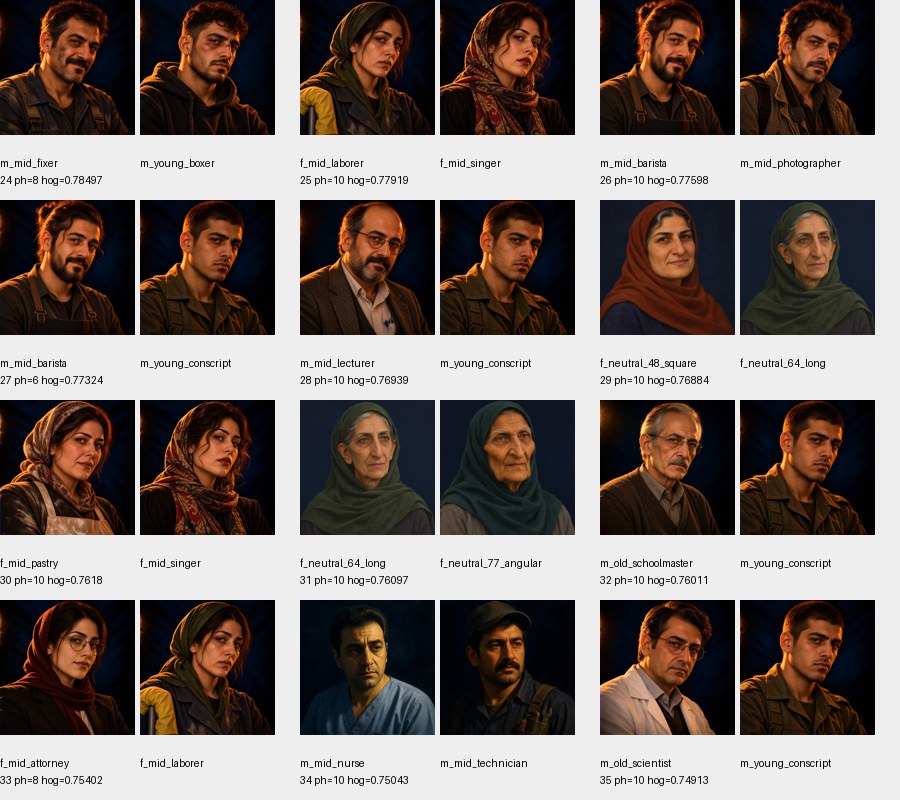 m_mid_fixer m_young_boxer f_mid_laborer f_mid_singer m_mid_barista m_mid_photographer
24 ph=8 hog=0.78497 25 ph=10 hog=0.77919 26 ph=10 hog=0.77598
m_mid_barista m_young_conscript m_mid_lecturer m_young_conscript f_neutral_48_square f_neutral_64_long
27 ph=6 hog=0.77324 28 ph=10 hog=0.76939 29 ph=10 hog=0.76884
f_mid_pastry f_mid_singer f_neutral_64_long f_neutral_77_angular m_old_schoolmaster m_young_conscript
30 ph=10 hog=0.7618 31 ph=10 hog=0.76097 32 ph=10 hog=0.76011
f_mid_attorney f_mid_laborer m_mid_nurse m_mid_technician m_old_scientist m_young_conscript
33 ph=8 hog=0.75402 34 ph=10 hog=0.75043 35 ph=10 hog=0.74913